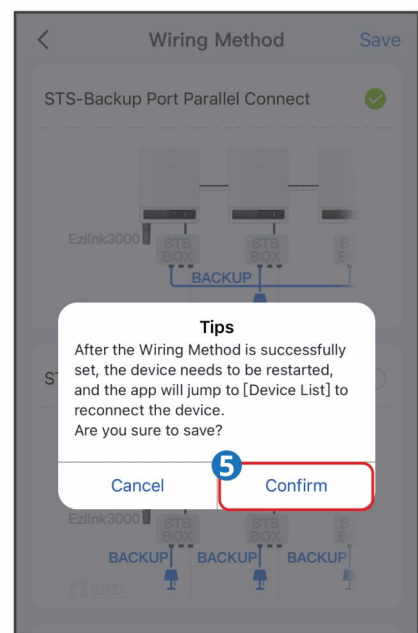 Wiring Method
Save
STS-Backup Port Parallel Connect
Ezlink3000
STS
BOX
STS
BOX
S
B
BACKUP
Tips
After the Wiring Method is successfully
set, the device needs to be restarted,
and the app will jump to [Device List] to
reconnect the device.
Are you sure to save?
S
5
Cancel
Confirm
Ezlink3000
STS
BOX
STS
BOX
S
B
BACKUP
BACKUP
BACKUP
GRID